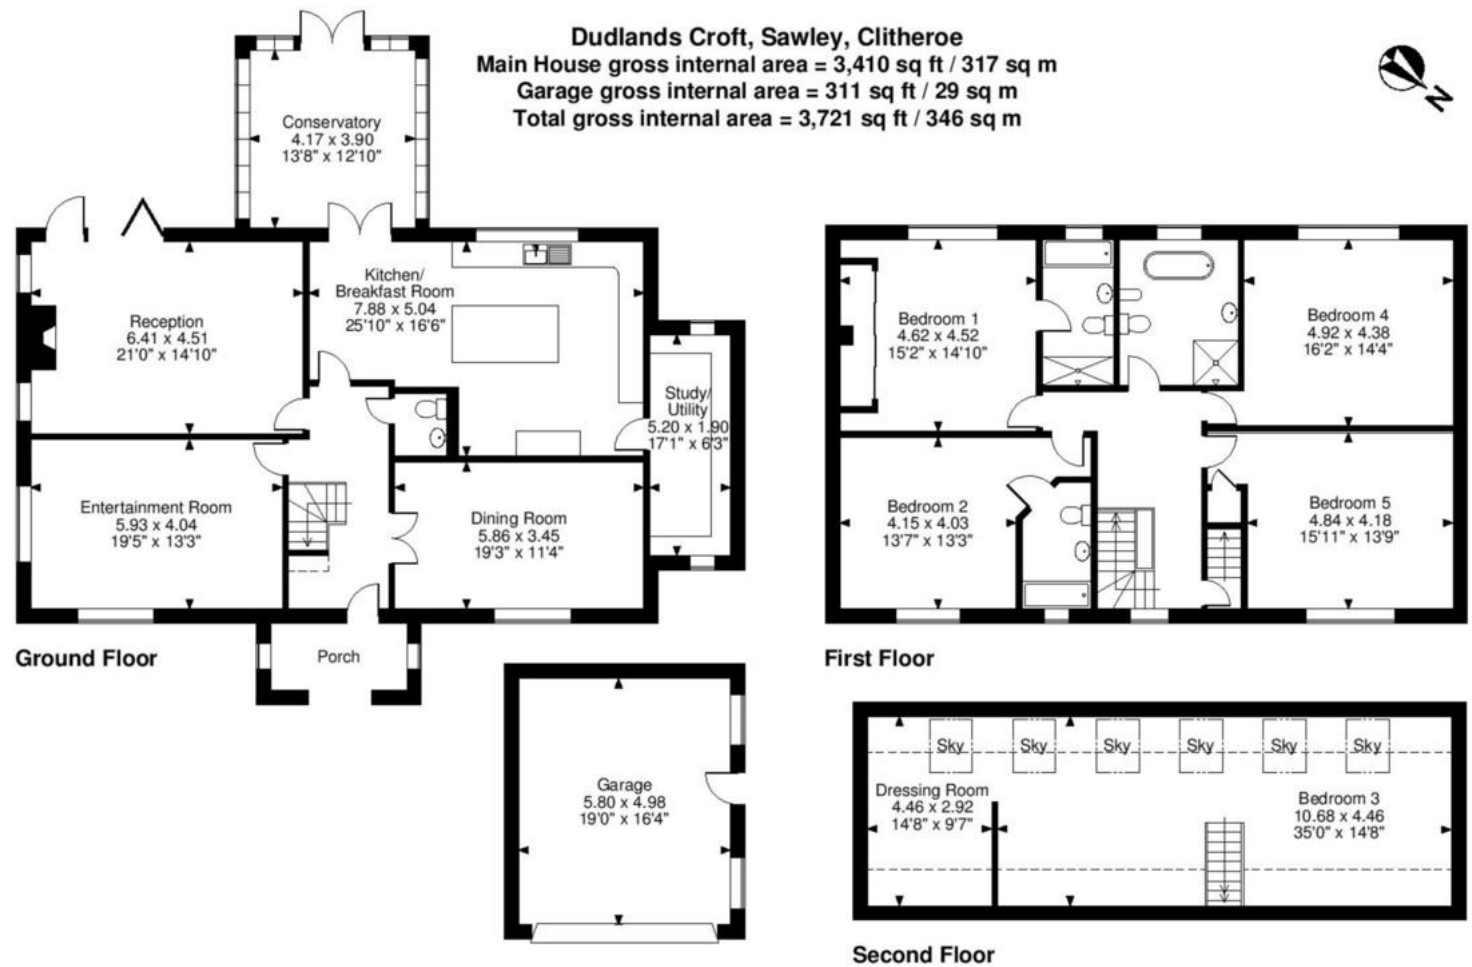 Dudlands Croft, Sawley, Clitheroe
Main House gross internal area = 3,410 sq ft / 317 sq m
Garage gross internal area = 311 sq ft / 29 sq m
Total gross internal area = 3,721 sq ft / 346 sq m
N
Conservatory
4.17 x 3.90
13'8" x 12'10"
Reception
6.41 x 4.51
21'0" x 14'10"
Kitchen/
Breakfast Room
7.88 x 5.04
25'10" x 16'6"
Study/
Utility
5.20 x 1.90
17'1" x 6'3"
Entertainment Room
5.93 x 4.04
19'5" x 13'3"
Dining Room
5.86 x 3.45
19'3" x 11'4"
Porch
Ground Floor
Bedroom 1
4.62 x 4.52
15'2" x 14'10"
Bedroom 4
4.92 x 4.38
16'2" x 14'4"
Bedroom 2
4.15 x 4.03
13'7" x 13'3"
Bedroom 5
4.84 x 4.18
15'11" x 13'9"
First Floor
Garage
5.80 x 4.98
19'0" x 16'4"
Sky
Sky
Sky
Sky
Sky
Sky
Dressing Room
4.46 x 2.92
14'8" x 9'7"
Bedroom 3
10.68 x 4.46
35'0" x 14'8"
Second Floor